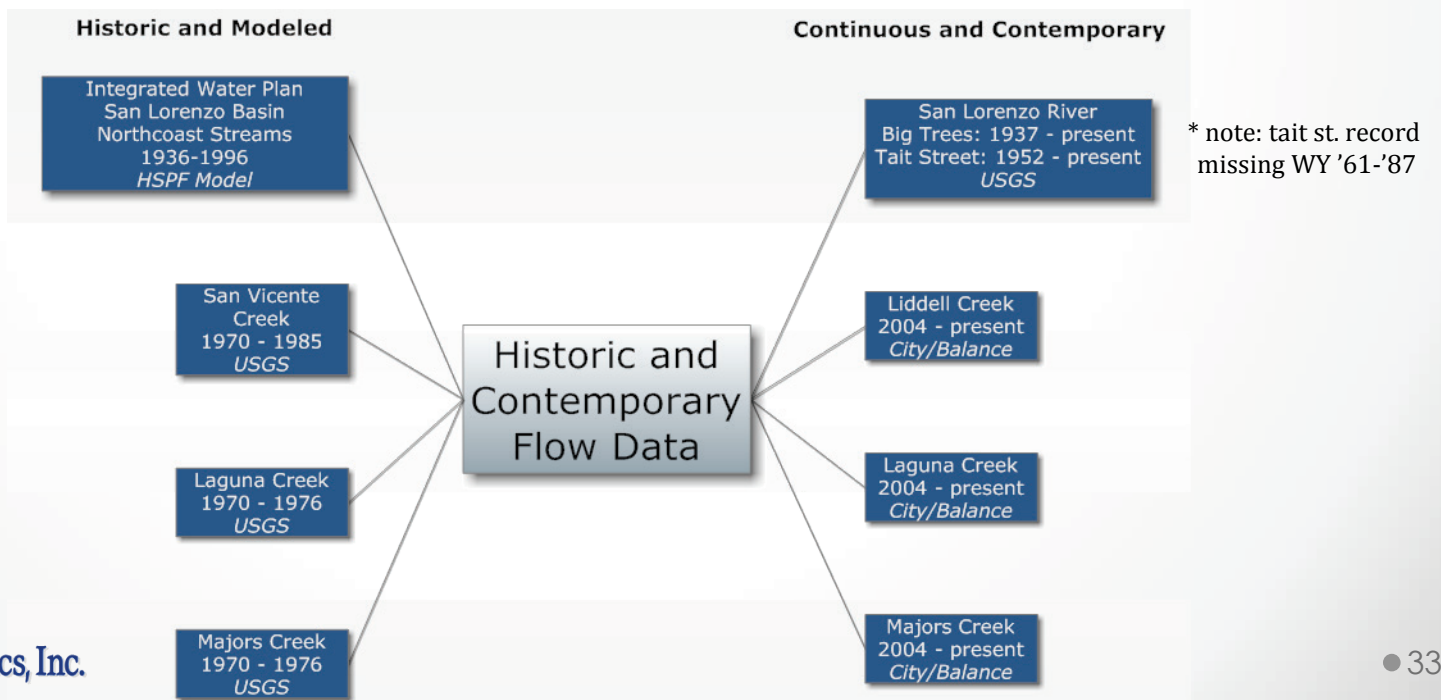 Historic and Modeled
Integrated Water Plan
San Lorenzo Basin
Northcoast Streams
1936-1996
HSPF Model
San Vicente
Creek
1970 - 1985
USGS
Laguna Creek
1970 - 1976
USGS
Majors Creek
1970 - 1976
USGS
Historic and
Contemporary
Flow Data
Continuous and Contemporary
San Lorenzo River
Big Trees: 1937 - present
Tait Street: 1952 - present
USGS
* note: tait st. record
missing WY ’61-’87
Liddell Creek
2004 - present
City/Balance
Laguna Creek
2004 - present
City/Balance
Majors Creek
2004 - present
City/Balance
cs, Inc.
● 33